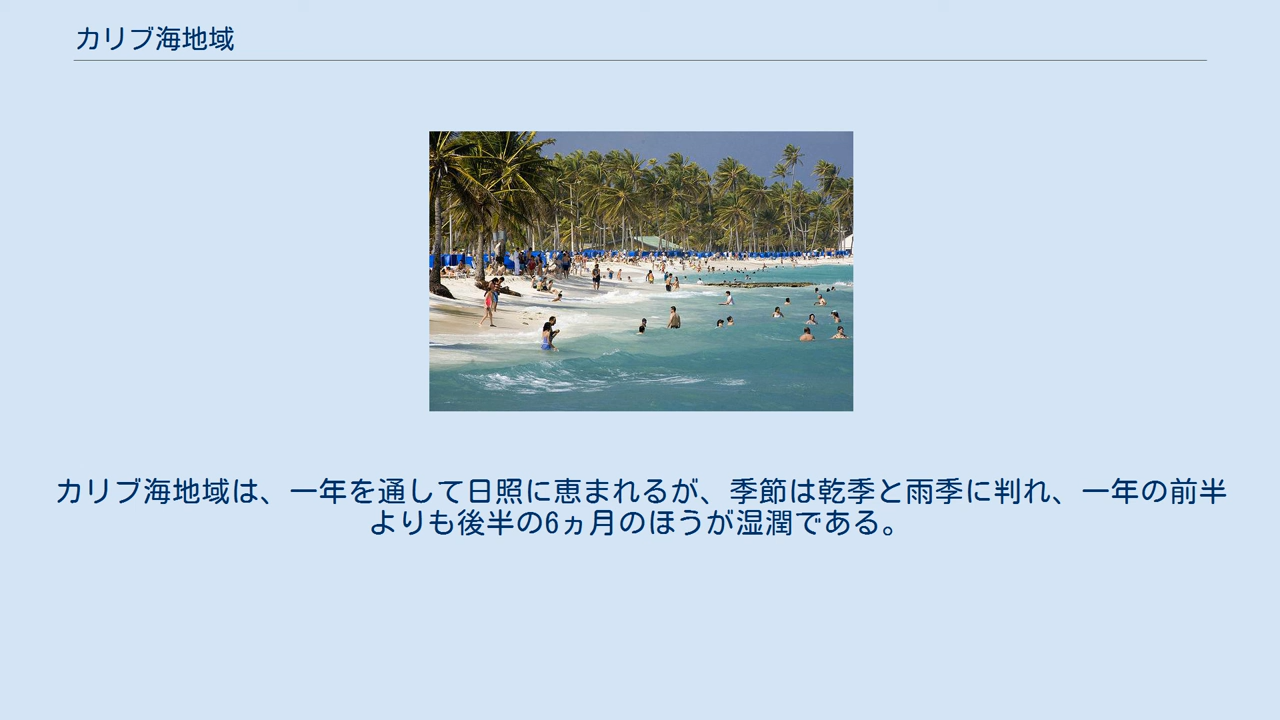 カリブ海地域
カリブ海地域は、一年を通して日照に恵まれるが、季節は乾季と雨季に判れ、一年の前半
よりも後半の6ヵ月のほうが湿潤である。